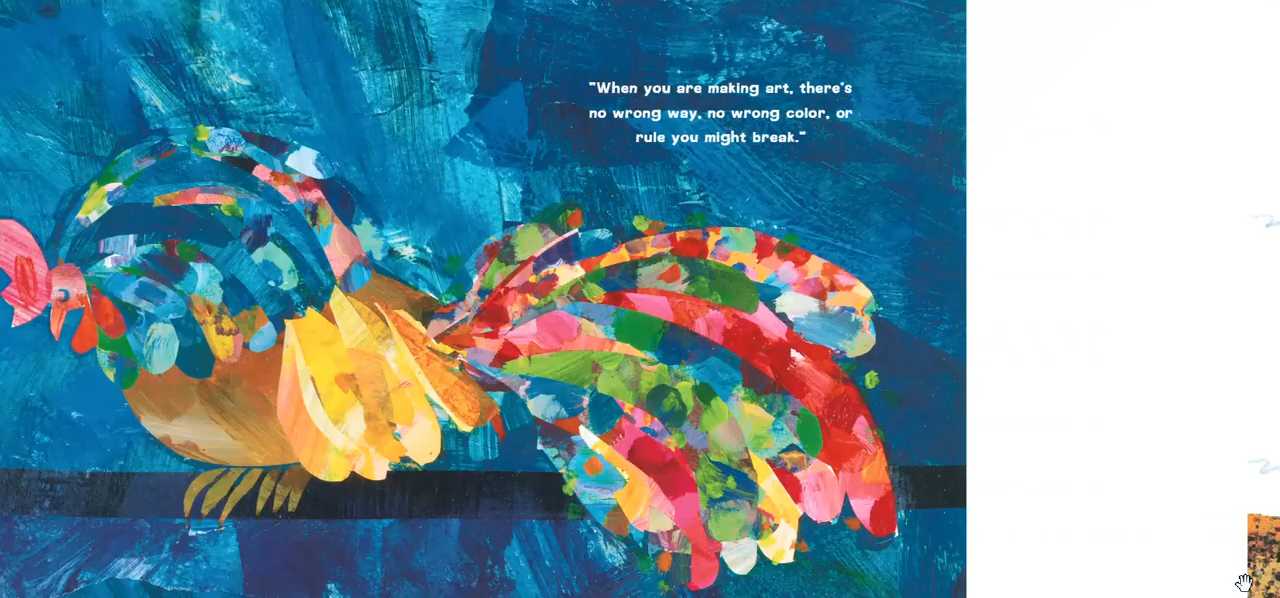 "When you are making art, there's
no wrong way, no wrong color, or
rule you might break."